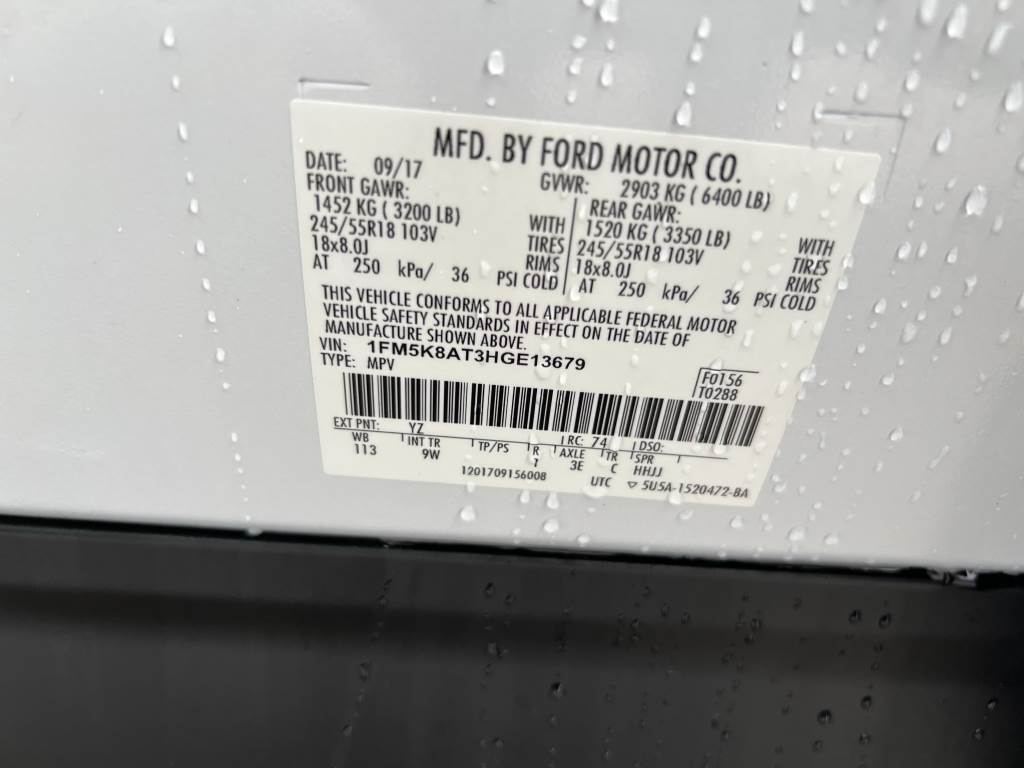 MFD. BY FORD MOTOR CO.
DATE: 09/17 GVWR: 2903 KG ( 6400 LB)
FRONT GAWR: REAR GAWR:
1452 KG ( 3200 LB) WITH 1520 KG ( 3350 LB) WITH
245/55R18 103V TIRES 245/55R18 103V TIRES
18x8.0J RIMS 18x8.0J RIMS
AT 250 kPa/ 36 PSI COLD AT 250 kPa/ 36 PSI COLD
THIS VEHICLE CONFORMS TO ALL APPLICABLE FEDERAL MOTOR
VEHICLE SAFETY STANDARDS IN EFFECT ON THE DATE OF
MANUFACTURE SHOWN ABOVE.
VIN: 1FM5K8AT3HGE13679
TYPE: MPV
F0156
T0288
EXT PNT: YZ RC: 74 DSO:
WB INT TR TP/PS R AXLE TR SPR
113 9W 1 3E C HHJJ
1201709156008 UTC ▽ 5U5A-1520472-BA